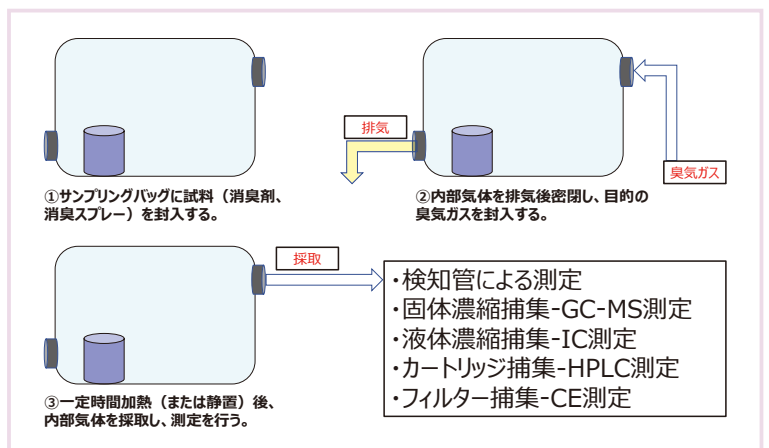 ①サンプリングバッグに試料（消臭剤、
消臭スプレー）を封入する。
排気
臭気ガス
②内部気体を排気後密閉し、目的の
臭気ガスを封入する。
採取
③一定時間加熱（または静置）後、
内部気体を採取し、測定を行う。
・検知管による測定
・固体濃縮捕集-GC-MS測定
・液体濃縮捕集-IC測定
・カートリッジ捕集-HPLC測定
・フィルター捕集-CE測定